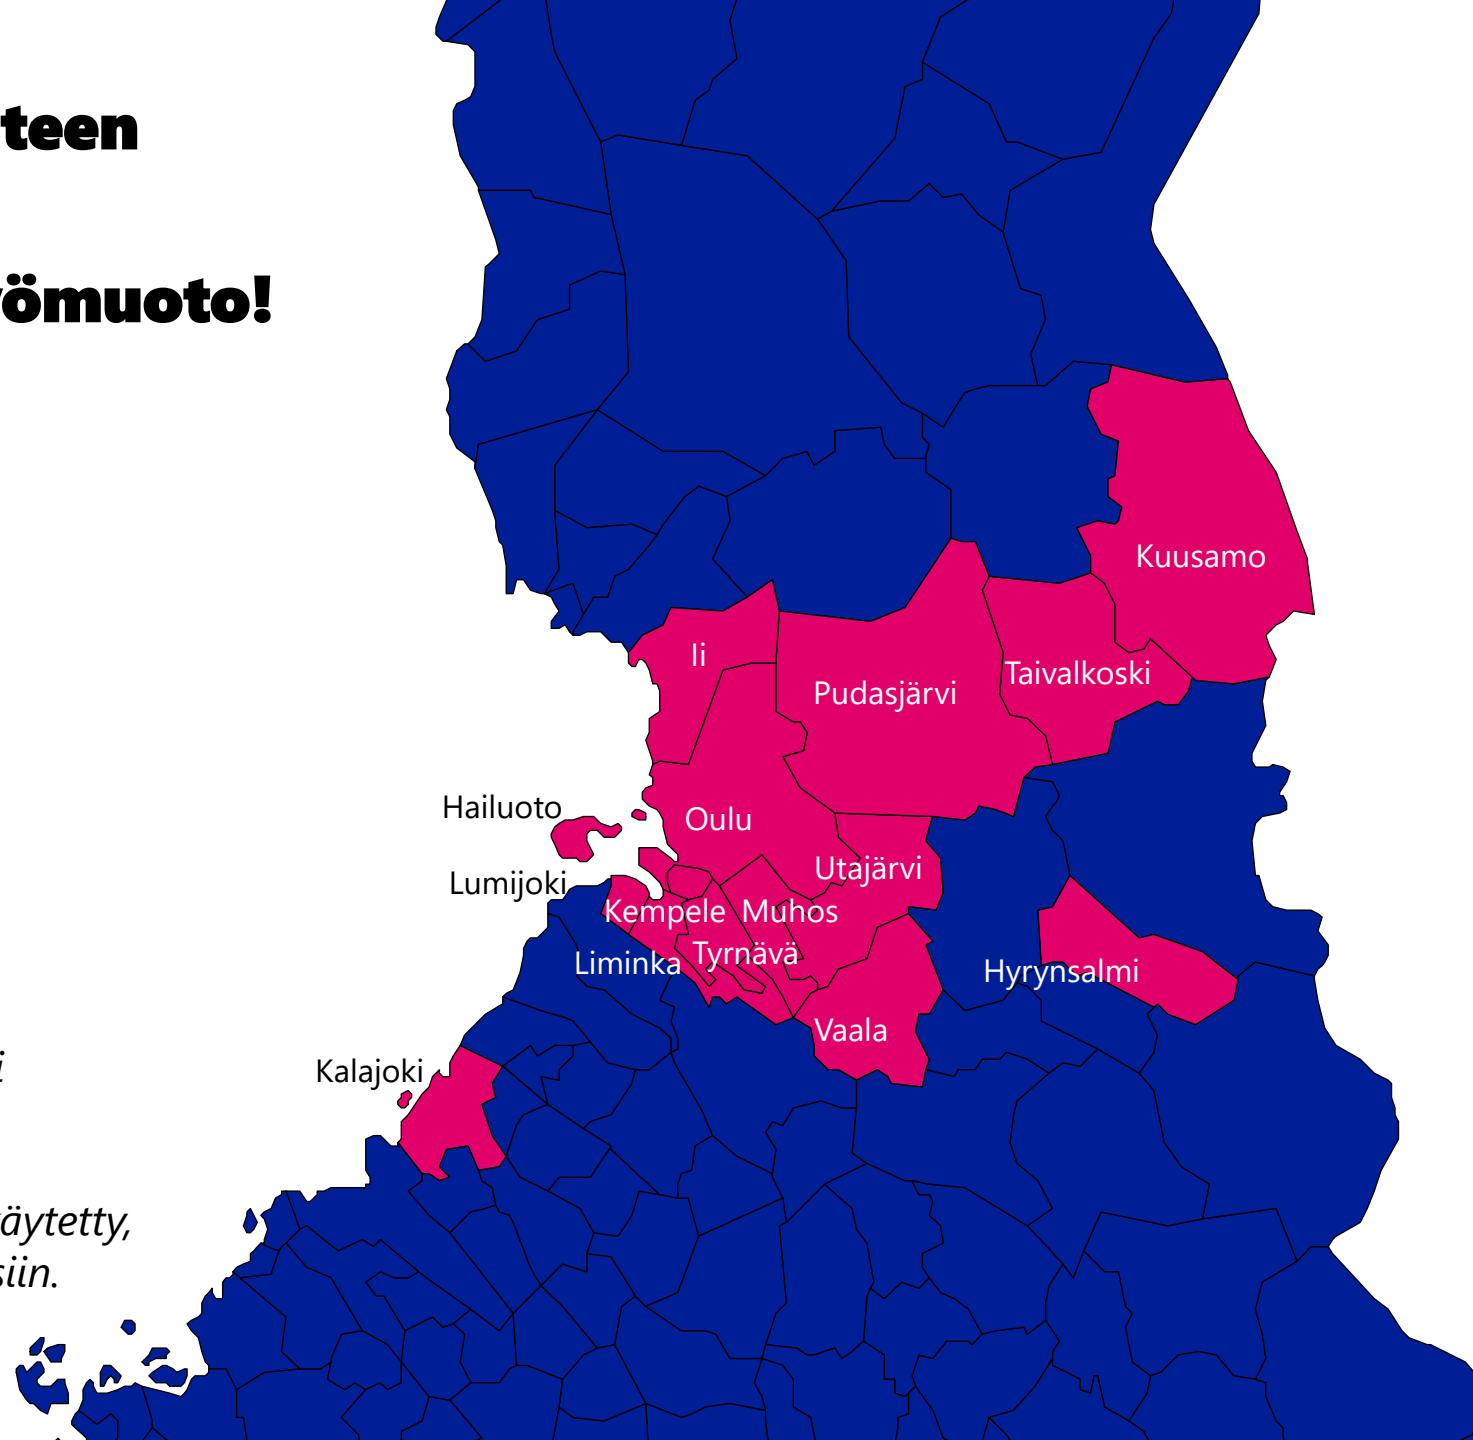 teen
ömuoto!
Kuusamo
Ii
Taivalkoski
Pudasjärvi
Hailuoto
Oulu
Utajärvi
Lumijoki
Kempele
Muhos
Tyrnävä
Liminka
Hyrynsalmi
Vaala
Kalajoki
i
äytetty,
siin.